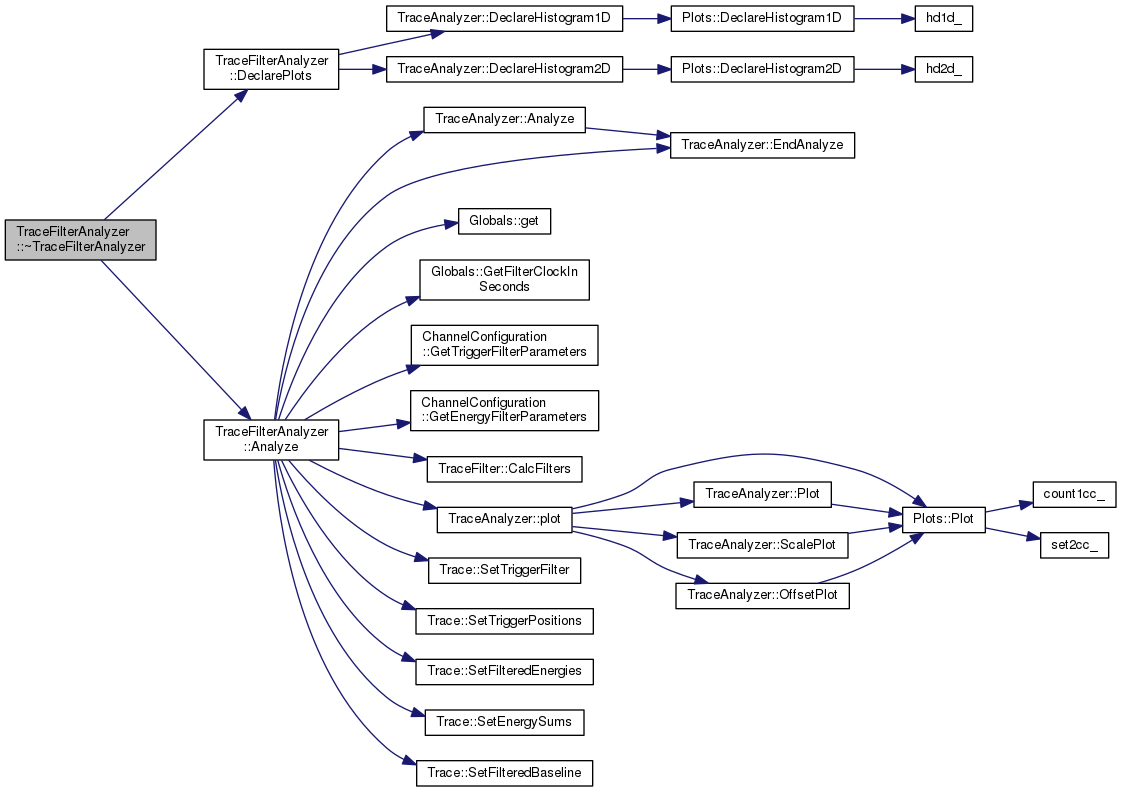 TraceAnalyzer::DeclareHistogram1D
Plots::DeclareHistogram1D
hd1d_
TraceFilterAnalyzer
::DeclarePlots
TraceAnalyzer::DeclareHistogram2D
Plots::DeclareHistogram2D
hd2d_
TraceAnalyzer::Analyze
TraceAnalyzer::EndAnalyze
TraceFilterAnalyzer
::~TraceFilterAnalyzer
Globals::get
Globals::GetFilterClockIn
Seconds
ChannelConfiguration
::GetTriggerFilterParameters
ChannelConfiguration
::GetEnergyFilterParameters
TraceFilterAnalyzer
::Analyze
TraceFilter::CalcFilters
TraceAnalyzer::plot
TraceAnalyzer::Plot
TraceAnalyzer::ScalePlot
TraceAnalyzer::OffsetPlot
Plots::Plot
count1cc_
set2cc_
Trace::SetTriggerFilter
Trace::SetTriggerPositions
Trace::SetFilteredEnergies
Trace::SetEnergySums
Trace::SetFilteredBaseline